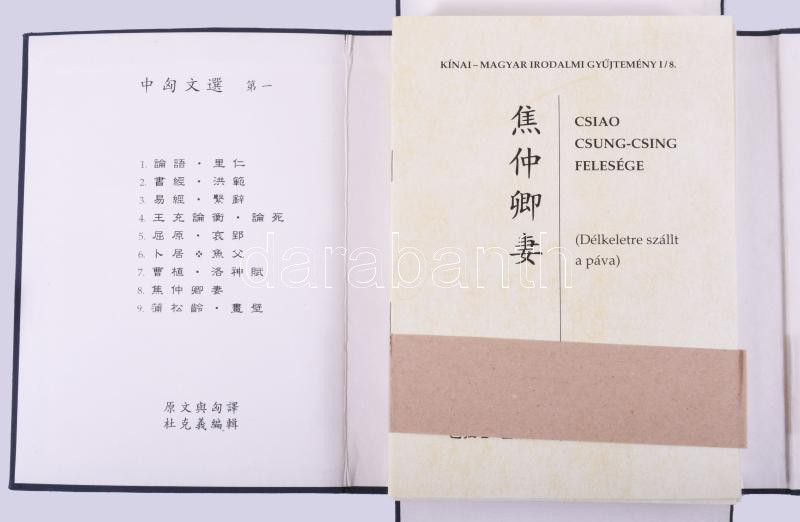 中匈文選 第一
1. 論語・里仁
2. 書經・洪範
3. 易經・繫辭
4. 王充論衡・論死
5. 屈原・哀郢
6. 卜居❖魚父
7. 曹植・洛神賦
8. 焦仲卿妻
9. 蒲松齡・畫壁
原文與匈譯
杜克義編輯
KÍNAI – MAGYAR IRODALMI GYŰJTEMÉNY I/8.
焦仲卿妻
CSIAO
CSUNG-CSING
FELESÉGE
(Délkeletre szállt
a páva)
darabanth